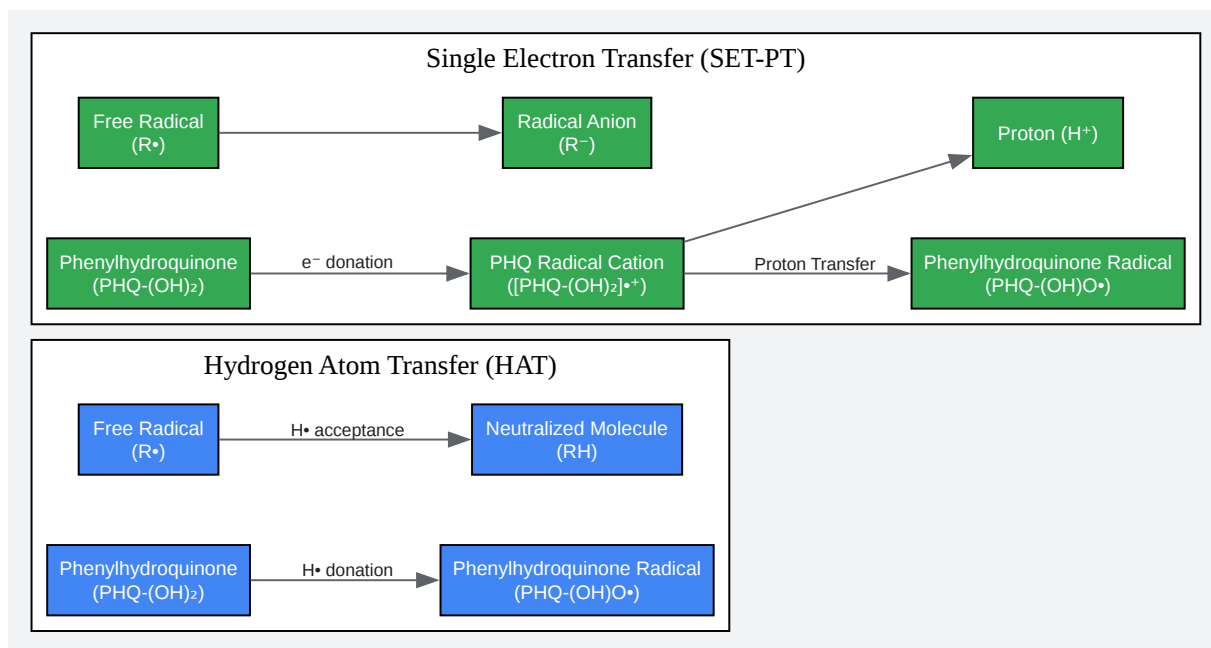 Single Electron Transfer (SET-PT)
Free Radical
(R•)
Radical Anion
(R⁻)
Proton (H⁺)
Phenylhydroquinone
(PHQ-(OH)₂)
e⁻ donation
PHQ Radical Cation
([PHQ-(OH)₂]•⁺)
Proton Transfer
Phenylhydroquinone Radical
(PHQ-(OH)O•)
Hydrogen Atom Transfer (HAT)
Free Radical
(R•)
H• acceptance
Neutralized Molecule
(RH)
Phenylhydroquinone
(PHQ-(OH)₂)
H• donation
Phenylhydroquinone Radical
(PHQ-(OH)O•)